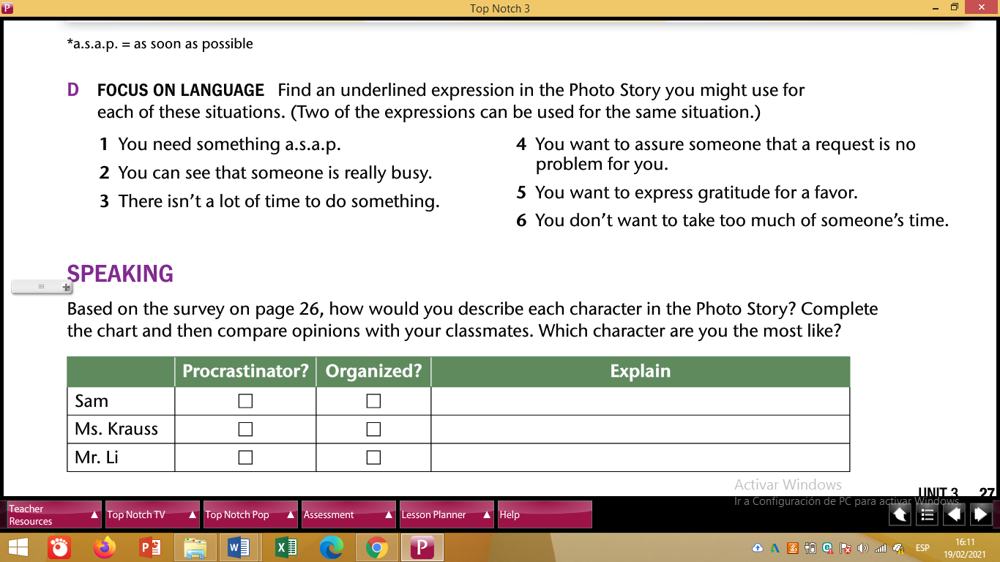 Top Notch 3
*a.s.a.p. = as soon as possible
D FOCUS ON LANGUAGE Find an underlined expression in the Photo Story you might use for
each of these situations. (Two of the expressions can be used for the same situation.)
1 You need something a.s.a.p.
2 You can see that someone is really busy.
3 There isn't a lot of time to do something.
4 You want to assure someone that a request is no
problem for you.
5 You want to express gratitude for a favor.
6 You don't want to take too much of someone's time.
SPEAKING
Based on the survey on page 26, how would you describe each character in the Photo Story? Complete
the chart and then compare opinions with your classmates. Which character are you the most like?
Procrastinator? Organized? Explain
Sam
Ms. Krauss
Mr. Li
Activar Windows
Ir a Configuración de PC para activar Windows.
UNIT 3 27
Teacher
Resources
Top Notch TV
Top Notch Pop
Assessment
Lesson Planner
Help
ESP
16:11
19/02/2021